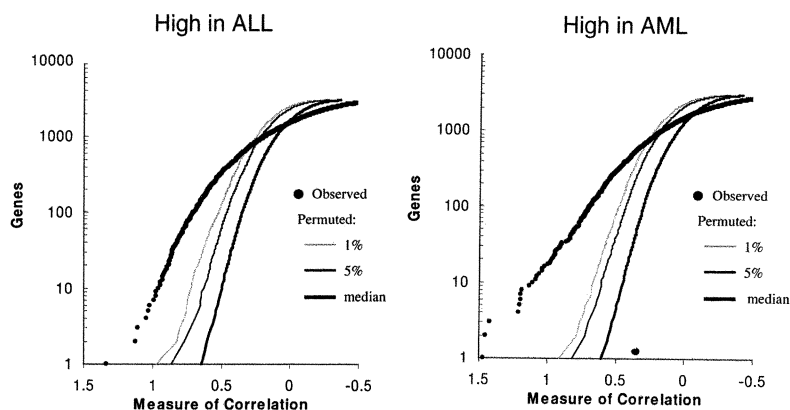 High in ALL
10000
1000
100
10
1
Genes
Observed
Permuted:
1%
5%
median
1.5 1 0.5 0 -0.5
Measure of Correlation
High in AML
10000
1000
100
10
1
Genes
Observed
Permuted:
1%
5%
median
1.5 1 0.5 0 -0.5
Measure of Correlation